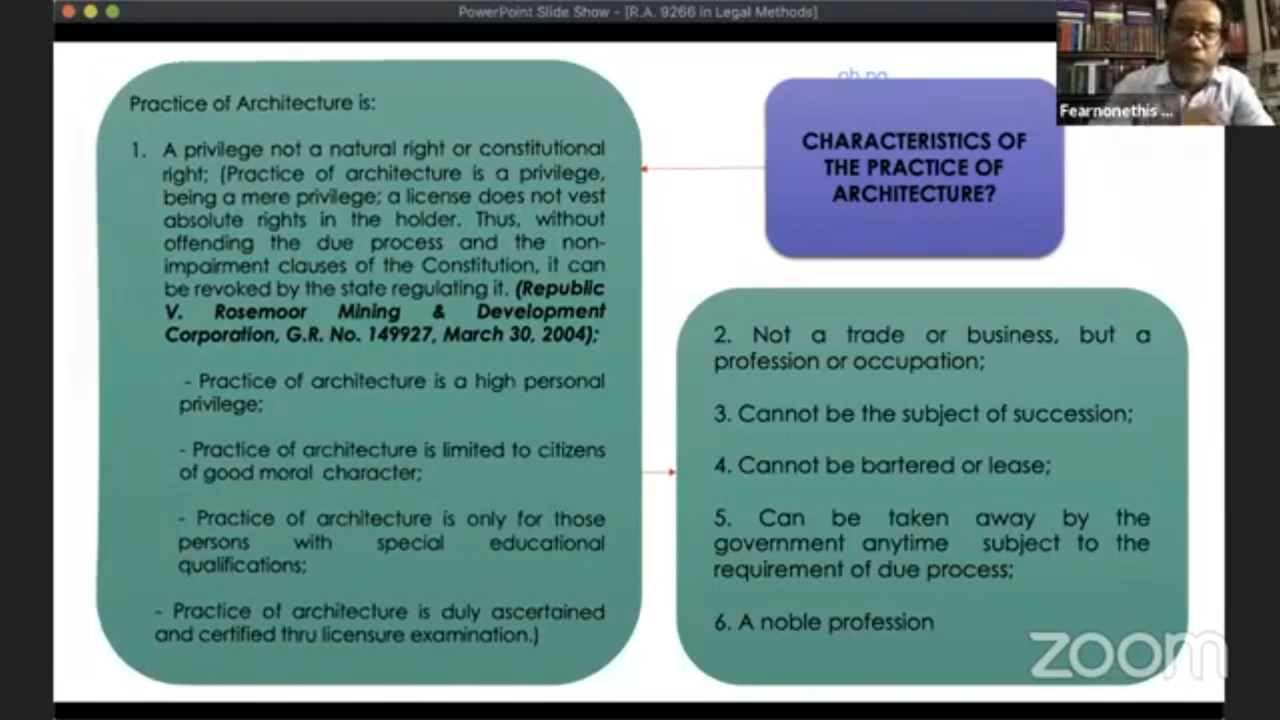 PowerPoint Slide Show - [R.A. 9266 in Legal Methods]
Fearnonethis ...
oh no
CHARACTERISTICS OF
THE PRACTICE OF
ARCHITECTURE?
Practice of Architecture is:
1. A privilege not a natural right or constitutional
right; (Practice of architecture is a privilege,
being a mere privilege; a license does not vest
absolute rights in the holder. Thus, without
offending the due process and the non-
impairment clauses of the Constitution, it can
be revoked by the state regulating it. (Republic
V. Rosemoor Mining & Development
Corporation, G.R. No. 149927, March 30, 2004);
- Practice of architecture is a high personal
privilege;
- Practice of architecture is limited to citizens
of good moral character;
- Practice of architecture is only for those
persons with special educational
qualifications;
- Practice of architecture is duly ascertained
and certified thru licensure examination.)
2. Not a trade or business, but a
profession or occupation;
3. Cannot be the subject of succession;
4. Cannot be bartered or lease;
5. Can be taken away by the
government anytime subject to the
requirement of due process;
6. A noble profession
zoom